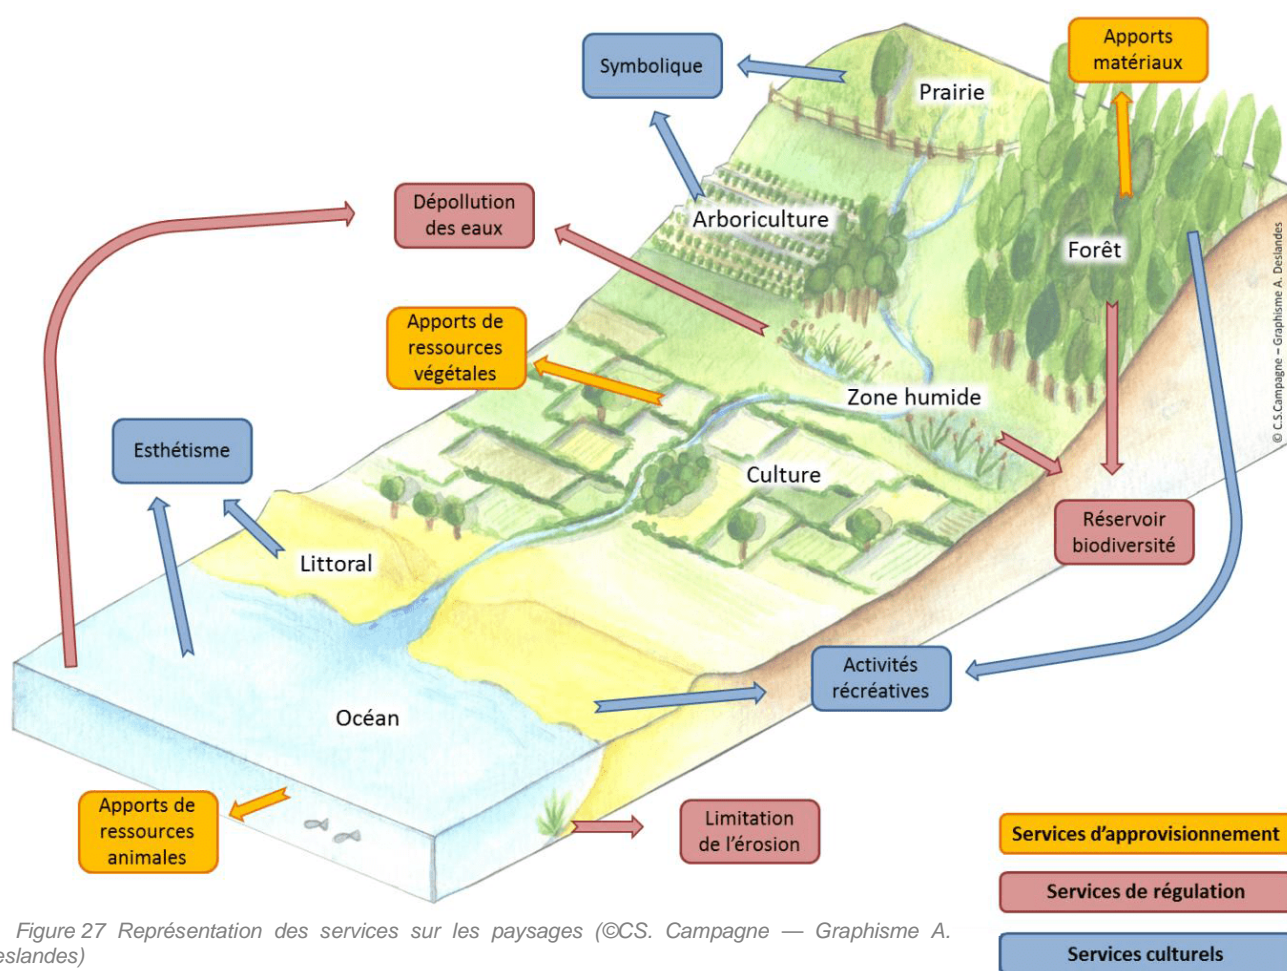 Apports
matériaux
Symbolique
Prairie
Dépollution
des eaux
Arboriculture
Forêt
Apports de
ressources
végétales
Zone humide
Esthétisme
Culture
Réservoir
biodiversité
Littoral
Activités
récréatives
Océan
Apports de
ressources
animales
Limitation
de l'érosion
Services d'approvisionnement
Services de régulation
Services culturels
© C.S.Campagne – Graphisme A. Deslandes
Figure 27 Représentation des services sur les paysages (©CS. Campagne — Graphisme A.
eslandes)